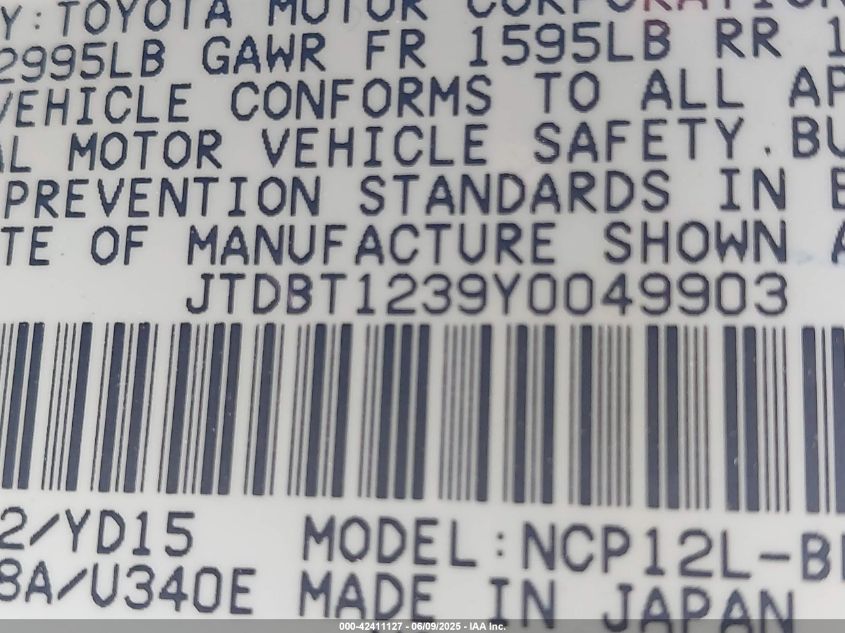 Y:TOYOTA MOTOR CORPORATION
2995LB GAWR FR 1595LB RR 1
VEHICLE CONFORMS TO ALL AP
AL MOTOR VEHICLE SAFETY.BU
PREVENTION STANDARDS IN E
TE OF MANUFACTURE SHOWN A
JTDBT1239Y0049903
2/YD15 MODEL:NCP12L-B
8A/U340E MADE IN JAPAN
000-42411127 - 06/09/2025 - IAA Inc.